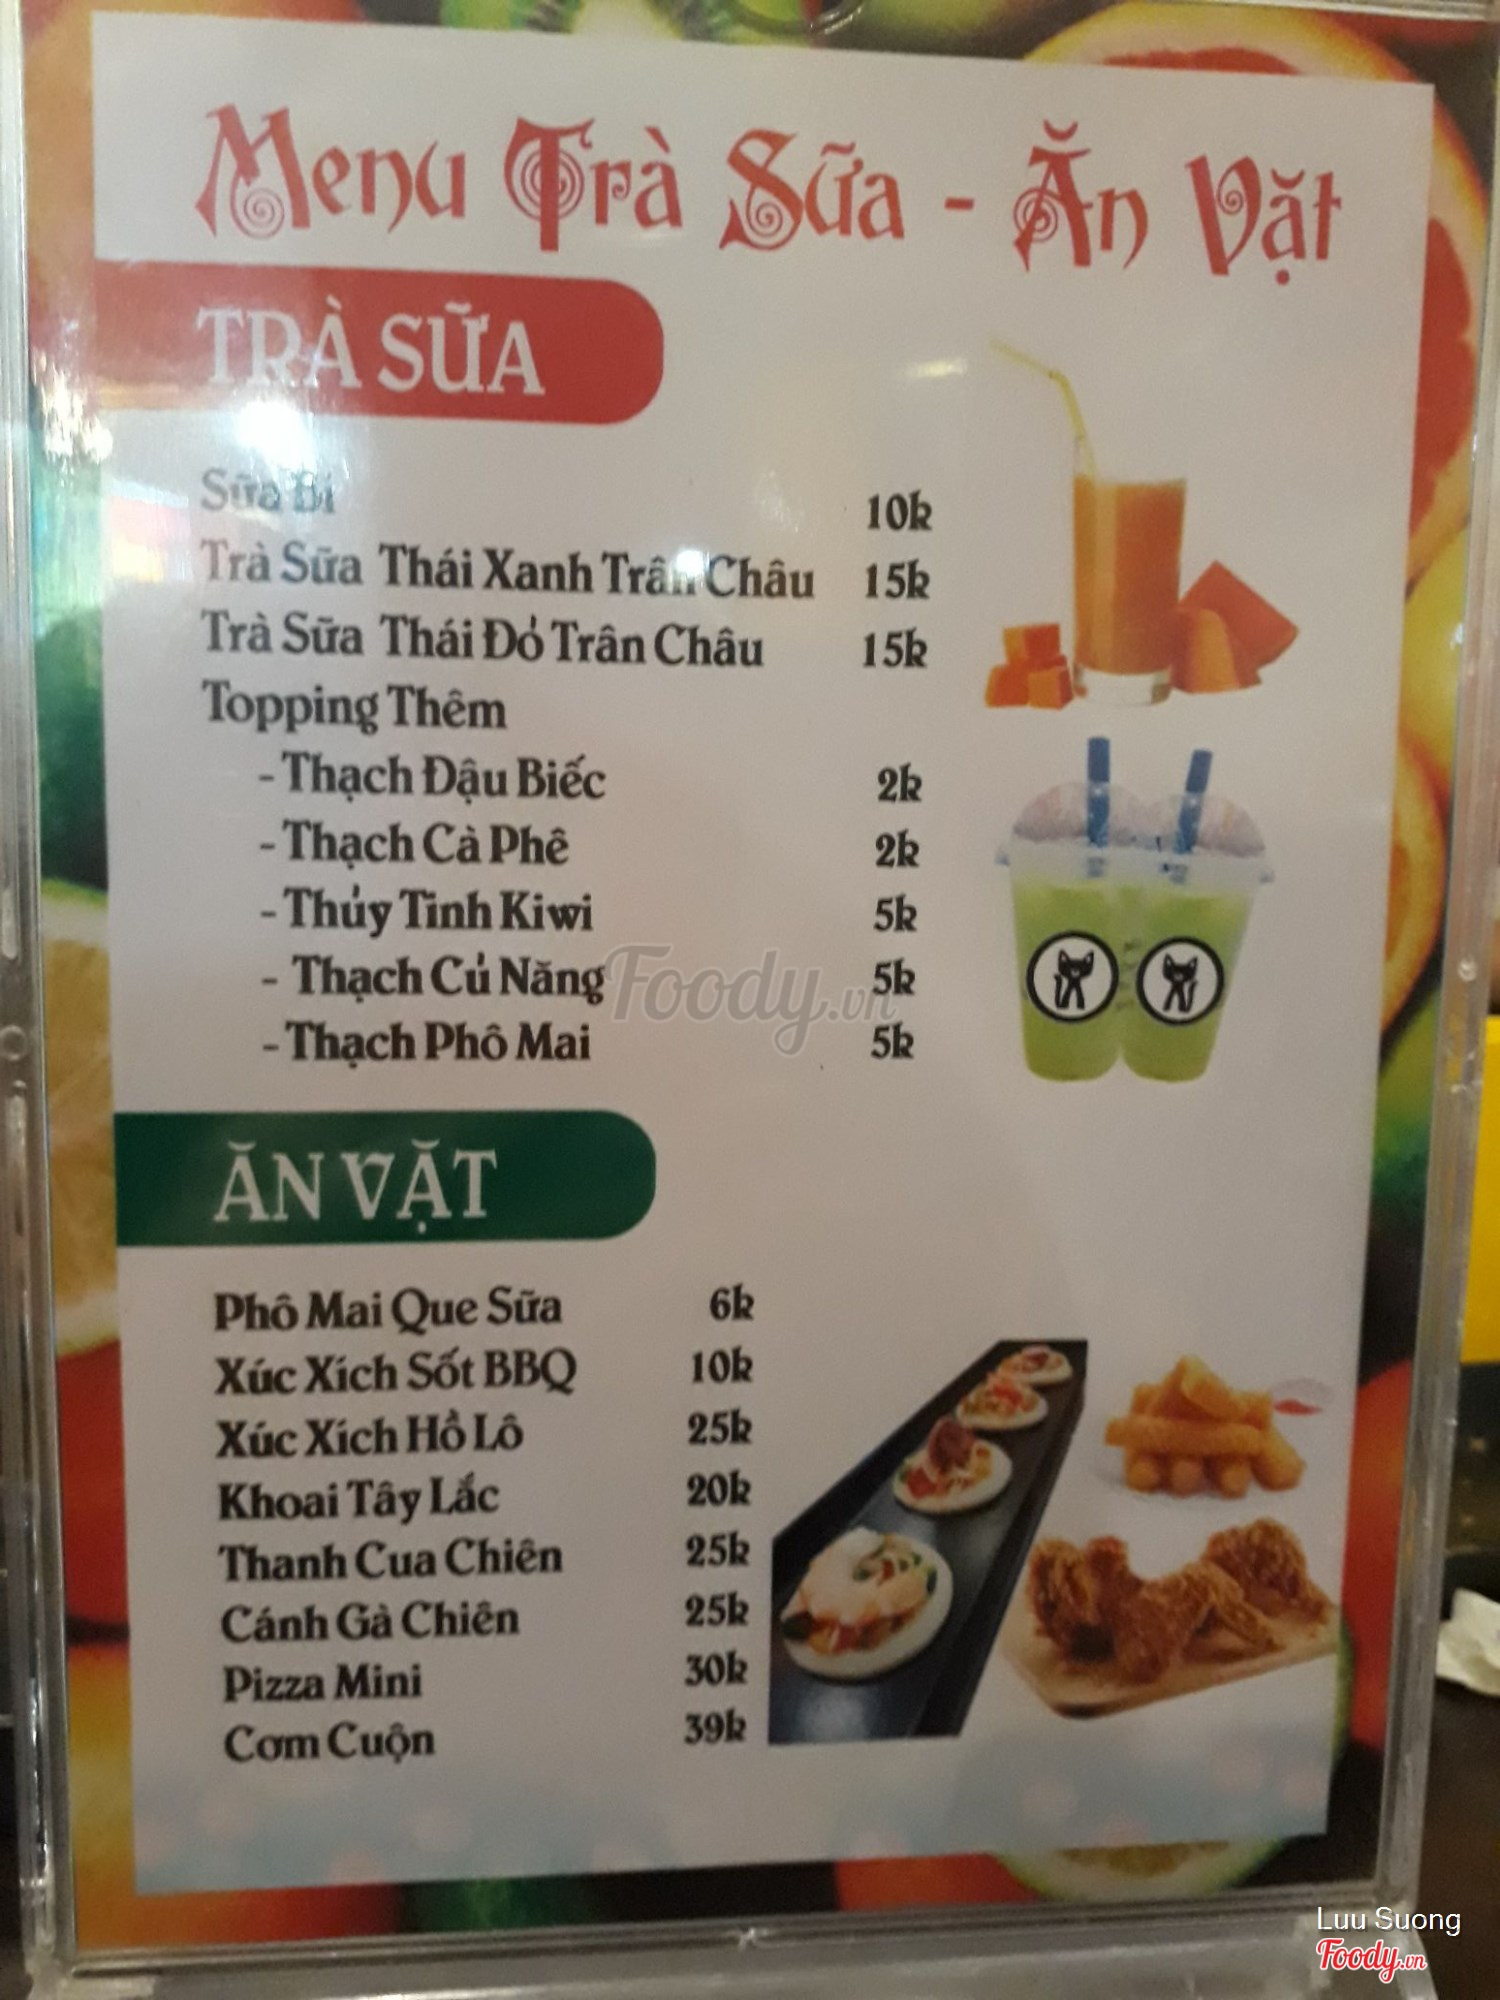 Menu Trà Sữa - Ăn Vặt
TRÀ SỮA
Sữa Bí 10k
Trà Sữa Thái Xanh Trân Châu 15k
Trà Sữa Thái Đỏ Trân Châu 15k
Topping Thêm
- Thạch Đậu Biếc 2k
- Thạch Cà Phê 2k
- Thủy Tinh Kiwi 5k
- Thạch Củ Năng 5k
- Thạch Phô Mai 5k
Foody.vn
ĂN VẶT
Phô Mai Que Sữa 6k
Xúc Xích Sốt BBQ 10k
Xúc Xích Hồ Lô 25k
Khoai Tây Lắc 20k
Thanh Cua Chiên 25k
Cánh Gà Chiên 25k
Pizza Mini 30k
Cơm Cuộn 39k
Luu Suong
Foody.vn